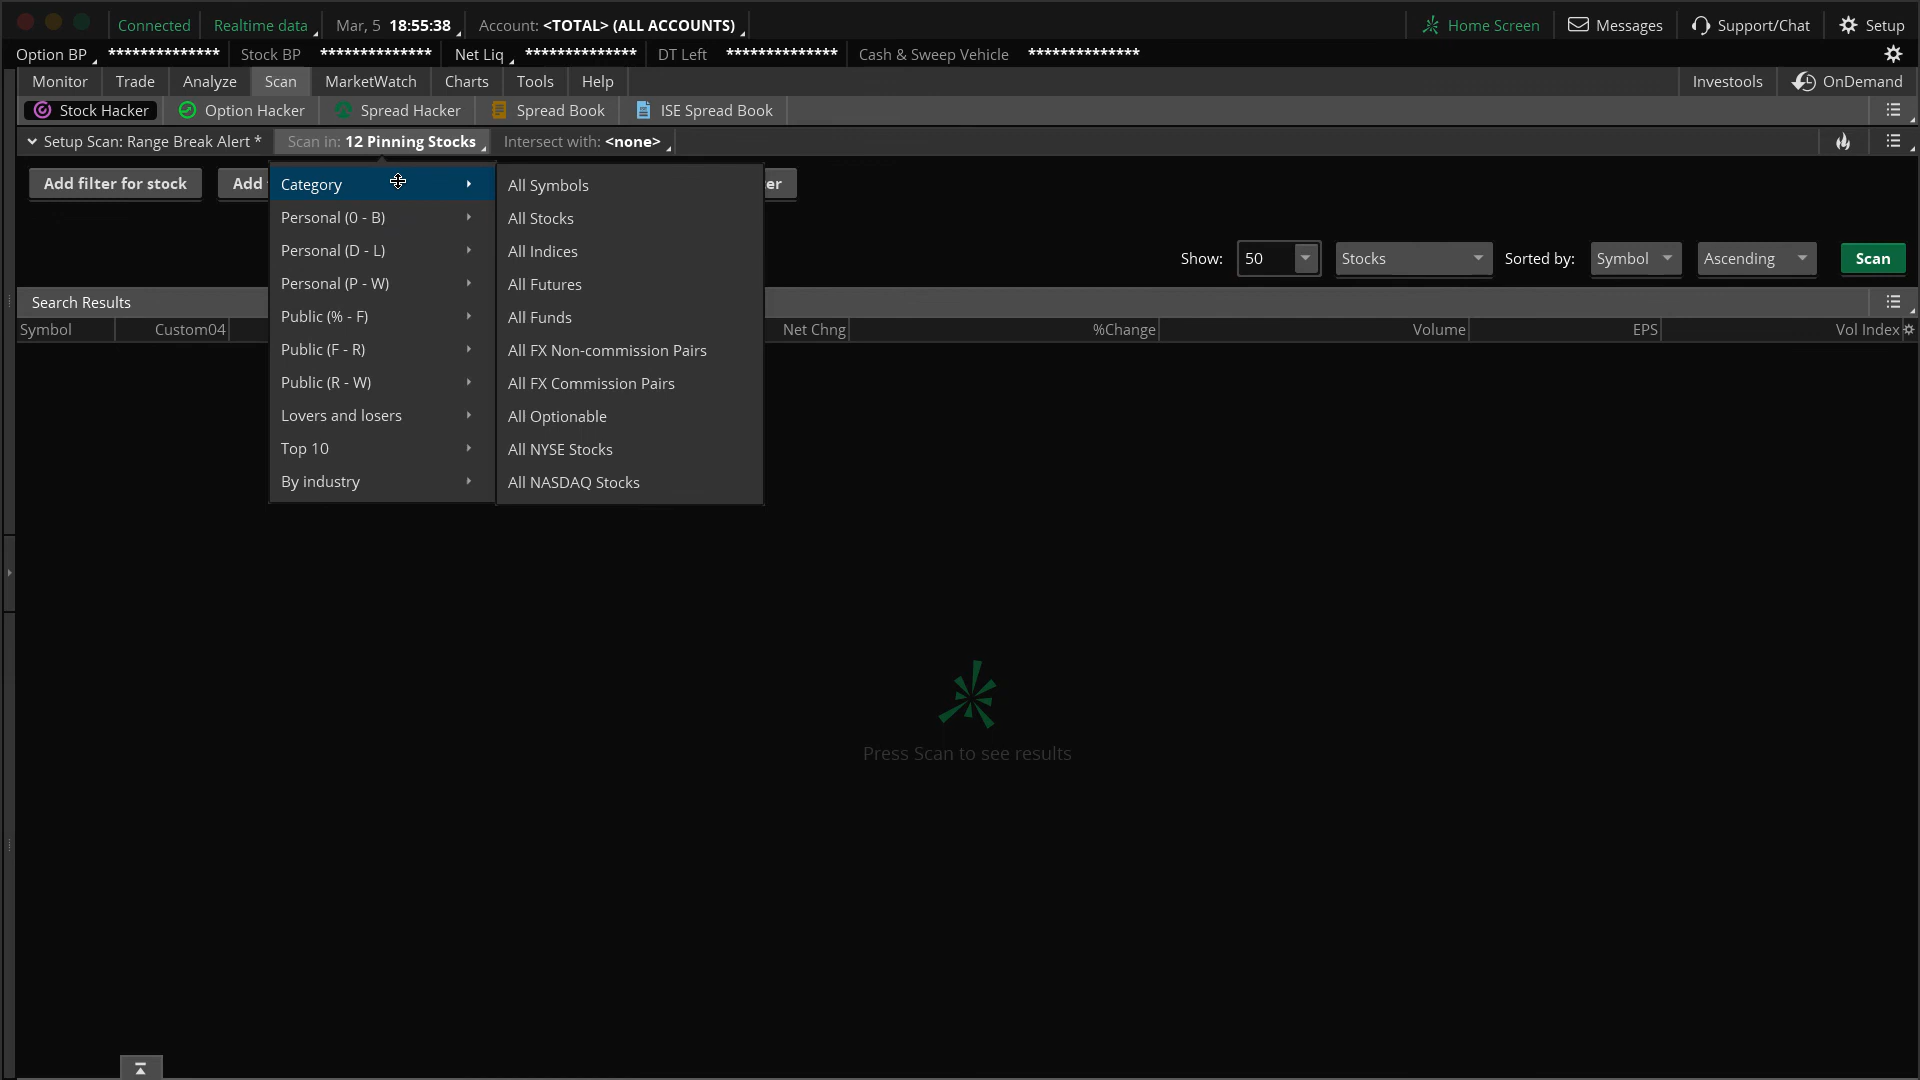 Connected Realtime data Mar, 5 18:55:38 Account: <TOTAL> (ALL ACCOUNTS) Home Screen Messages Support/Chat Setup
Option BP ************** Stock BP ************** Net Liq ************** DT Left ************** Cash & Sweep Vehicle **************
Monitor Trade Analyze Scan MarketWatch Charts Tools Help Investools OnDemand
Stock Hacker Option Hacker Spread Hacker Spread Book ISE Spread Book
Setup Scan: Range Break Alert * Scan in: 12 Pinning Stocks Intersect with: <none>
Add filter for stock Add er
Category
Personal (0 - B)
Personal (D - L)
Personal (P - W)
Public (% - F)
Public (F - R)
Public (R - W)
Lovers and losers
Top 10
By industry
All Symbols
All Stocks
All Indices
All Futures
All Funds
All FX Non-commission Pairs
All FX Commission Pairs
All Optionable
All NYSE Stocks
All NASDAQ Stocks
Show: 50 Stocks Sorted by: Symbol Ascending Scan
Search Results
Symbol Custom04 Net Chng %Change Volume EPS Vol Index
Press Scan to see results